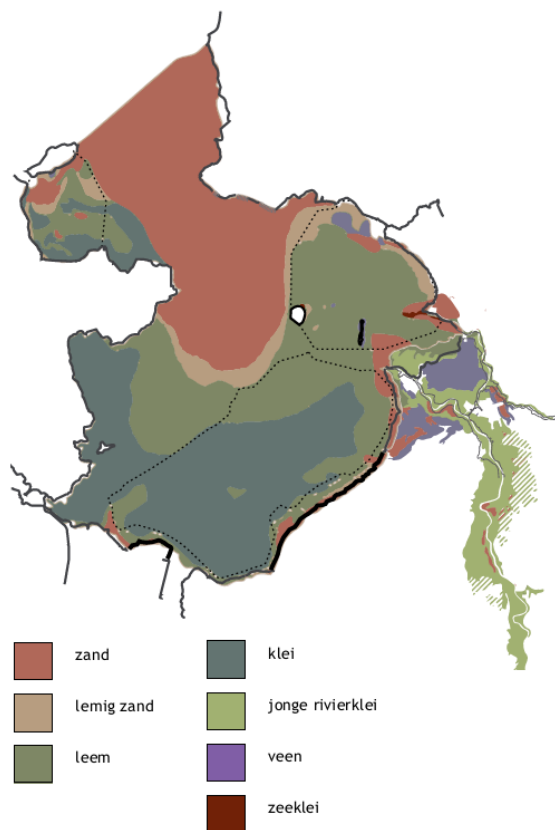 zand
lemig zand
leem
klei
jonge rivierklei
veen
zeeklei